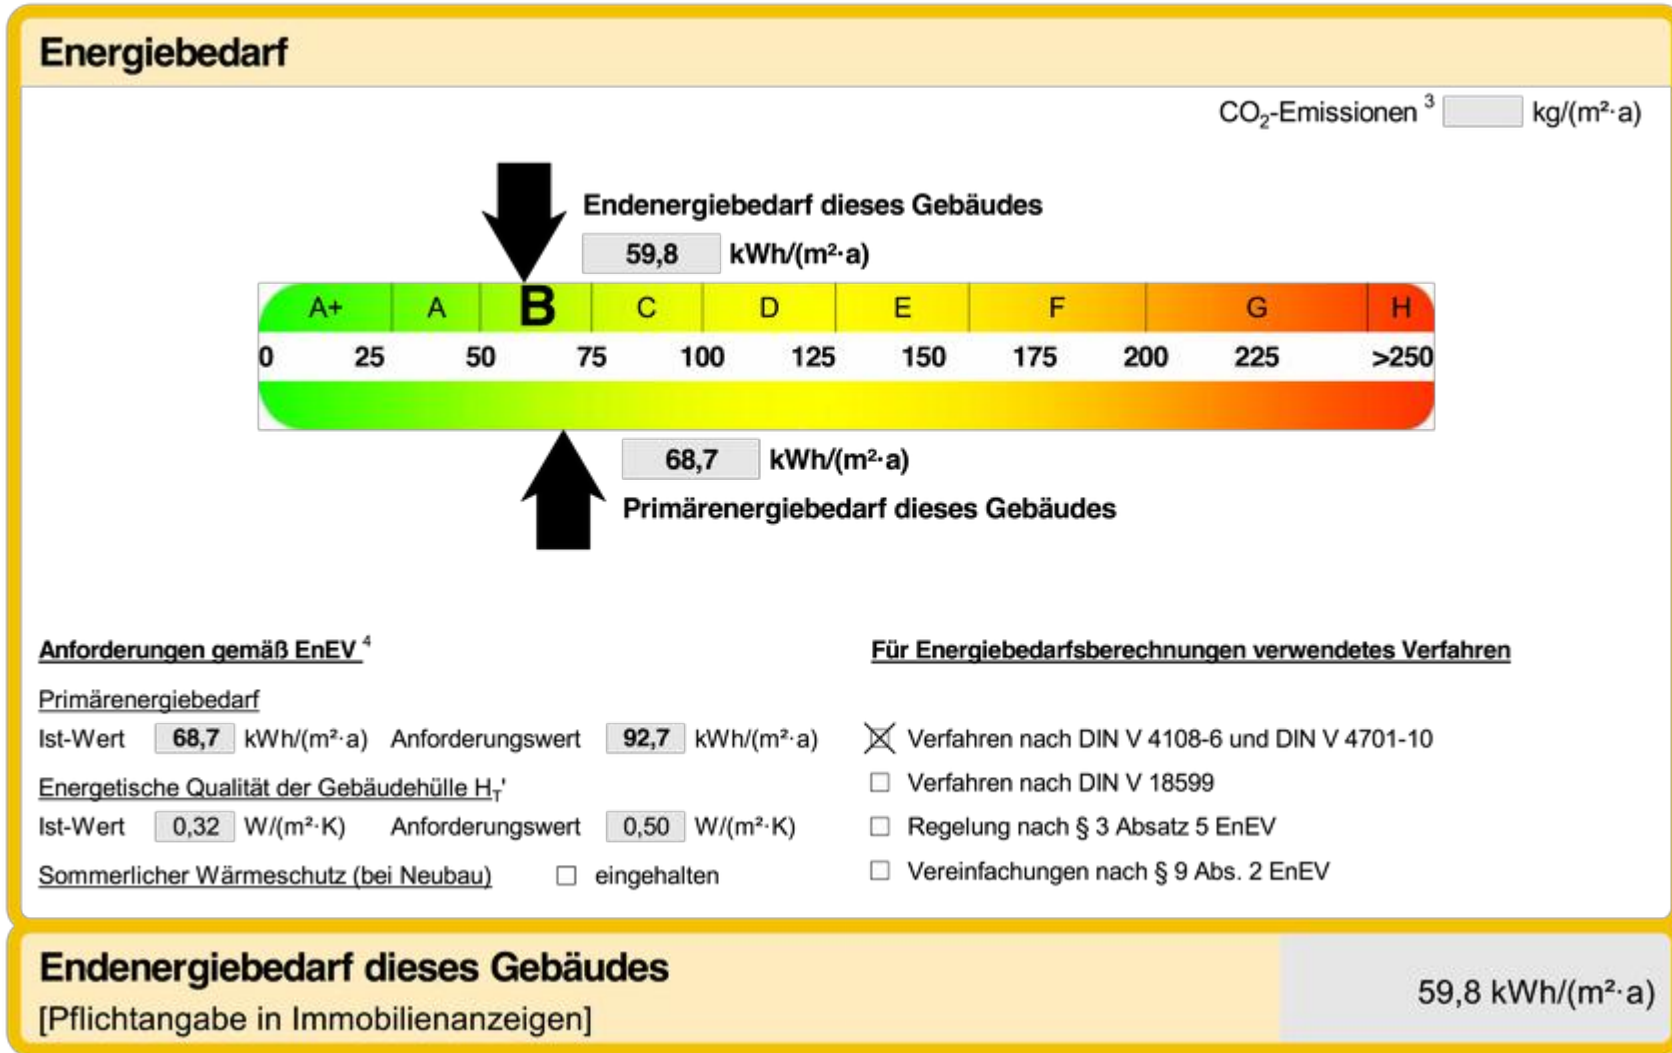 Energiebedarf
CO₂-Emissionen ³ kg/(m²·a)
Endenergiebedarf dieses Gebäudes
59,8 kWh/(m²·a)
A+ A B C D E F G H
0 25 50 75 100 125 150 175 200 225 >250
68,7 kWh/(m²·a)
Primärenergiebedarf dieses Gebäudes
Anforderungen gemäß EnEV ⁴ Für Energiebedarfsberechnungen verwendetes Verfahren
Primärenergiebedarf
Ist-Wert 68,7 kWh/(m²·a) Anforderungswert 92,7 kWh/(m²·a) ☒ Verfahren nach DIN V 4108-6 und DIN V 4701-10
Energetische Qualität der Gebäudehülle H_T' ☐ Verfahren nach DIN V 18599
Ist-Wert 0,32 W/(m²·K) Anforderungswert 0,50 W/(m²·K) ☐ Regelung nach § 3 Absatz 5 EnEV
Sommerlicher Wärmeschutz (bei Neubau) ☐ eingehalten ☐ Vereinfachungen nach § 9 Abs. 2 EnEV
Endenergiebedarf dieses Gebäudes
[Pflichtangabe in Immobilienanzeigen] 59,8 kWh/(m²·a)